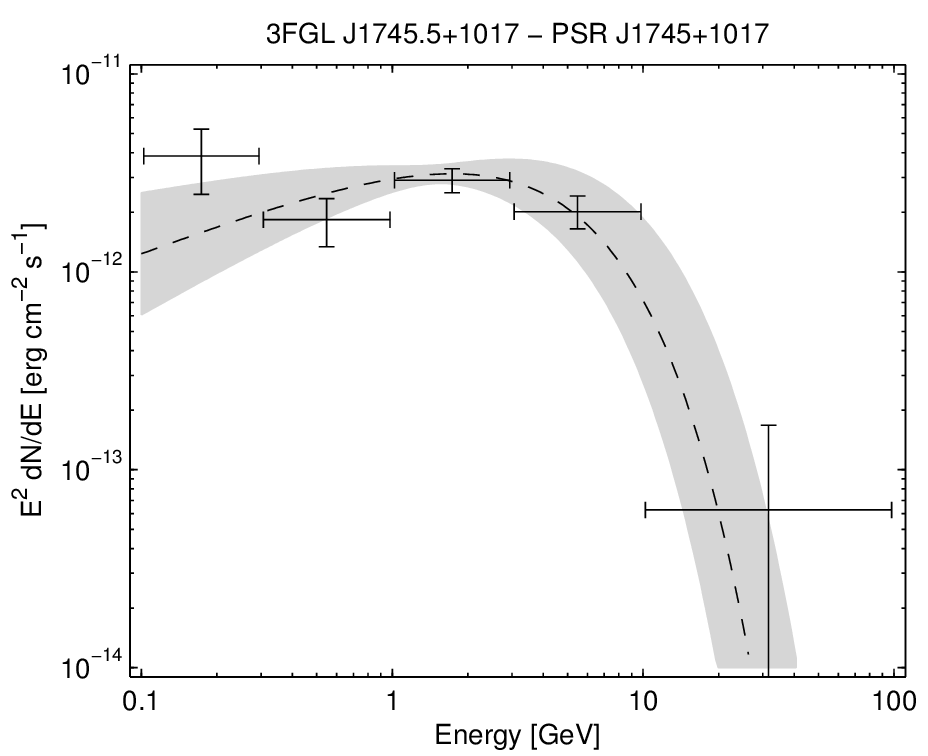 3FGL J1745.5+1017 − PSR J1745+1017
E² dN/dE [erg cm⁻² s⁻¹]
10⁻¹¹
10⁻¹²
10⁻¹³
10⁻¹⁴
0.1 1 10 100
Energy [GeV]